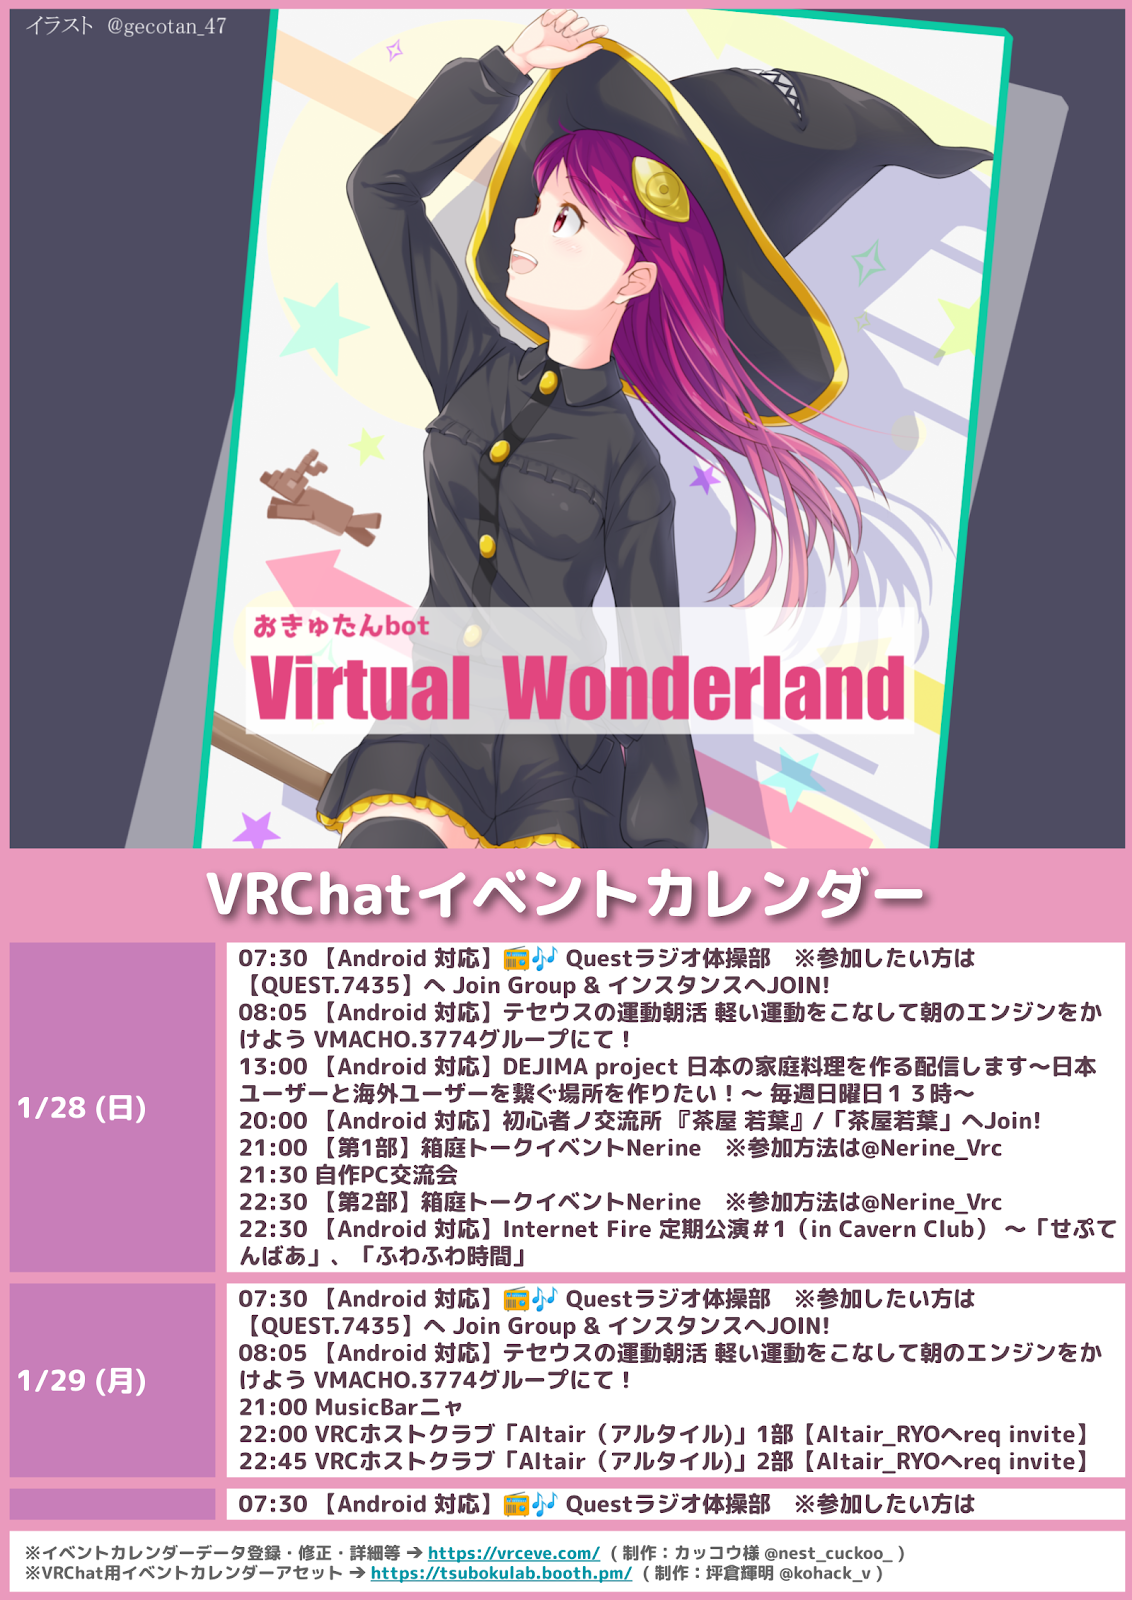 イラスト @gecotan_47
おきゅたんbot
Virtual Wonderland
VRChatイベントカレンダー
1/28 (日)
07:30 【Android 対応】📻🎶 Questラジオ体操部　※参加したい方は
【QUEST.7435】へ Join Group & インスタンスへJOIN!
08:05 【Android 対応】テセウスの運動朝活 軽い運動をこなして朝のエンジンをか
けよう VMACHO.3774グループにて！
13:00 【Android 対応】DEJIMA project 日本の家庭料理を作る配信します〜日本
ユーザーと海外ユーザーを繋ぐ場所を作りたい！〜 毎週日曜日１３時〜
20:00 【Android 対応】初心者ノ交流所 『茶屋 若葉』/「茶屋若葉」へJoin!
21:00 【第1部】箱庭トークイベントNerine　※参加方法は@Nerine_Vrc
21:30 自作PC交流会
22:30 【第2部】箱庭トークイベントNerine　※参加方法は@Nerine_Vrc
22:30 【Android 対応】Internet Fire 定期公演＃1（in Cavern Club） 〜「せぷて
んばあ」、「ふわふわ時間」
1/29 (月)
07:30 【Android 対応】📻🎶 Questラジオ体操部　※参加したい方は
【QUEST.7435】へ Join Group & インスタンスへJOIN!
08:05 【Android 対応】テセウスの運動朝活 軽い運動をこなして朝のエンジンをか
けよう VMACHO.3774グループにて！
21:00 MusicBarニャ
22:00 VRCホストクラブ「Altair（アルタイル)」1部【Altair_RYOへreq invite】
22:45 VRCホストクラブ「Altair（アルタイル)」2部【Altair_RYOへreq invite】
07:30 【Android 対応】📻🎶 Questラジオ体操部　※参加したい方は
※イベントカレンダーデータ登録・修正・詳細等 ➔ https://vrceve.com/ ( 制作：カッコウ様 @nest_cuckoo_ )
※VRChat用イベントカレンダーアセット ➔ https://tsubokulab.booth.pm/ ( 制作：坪倉輝明 @kohack_v )